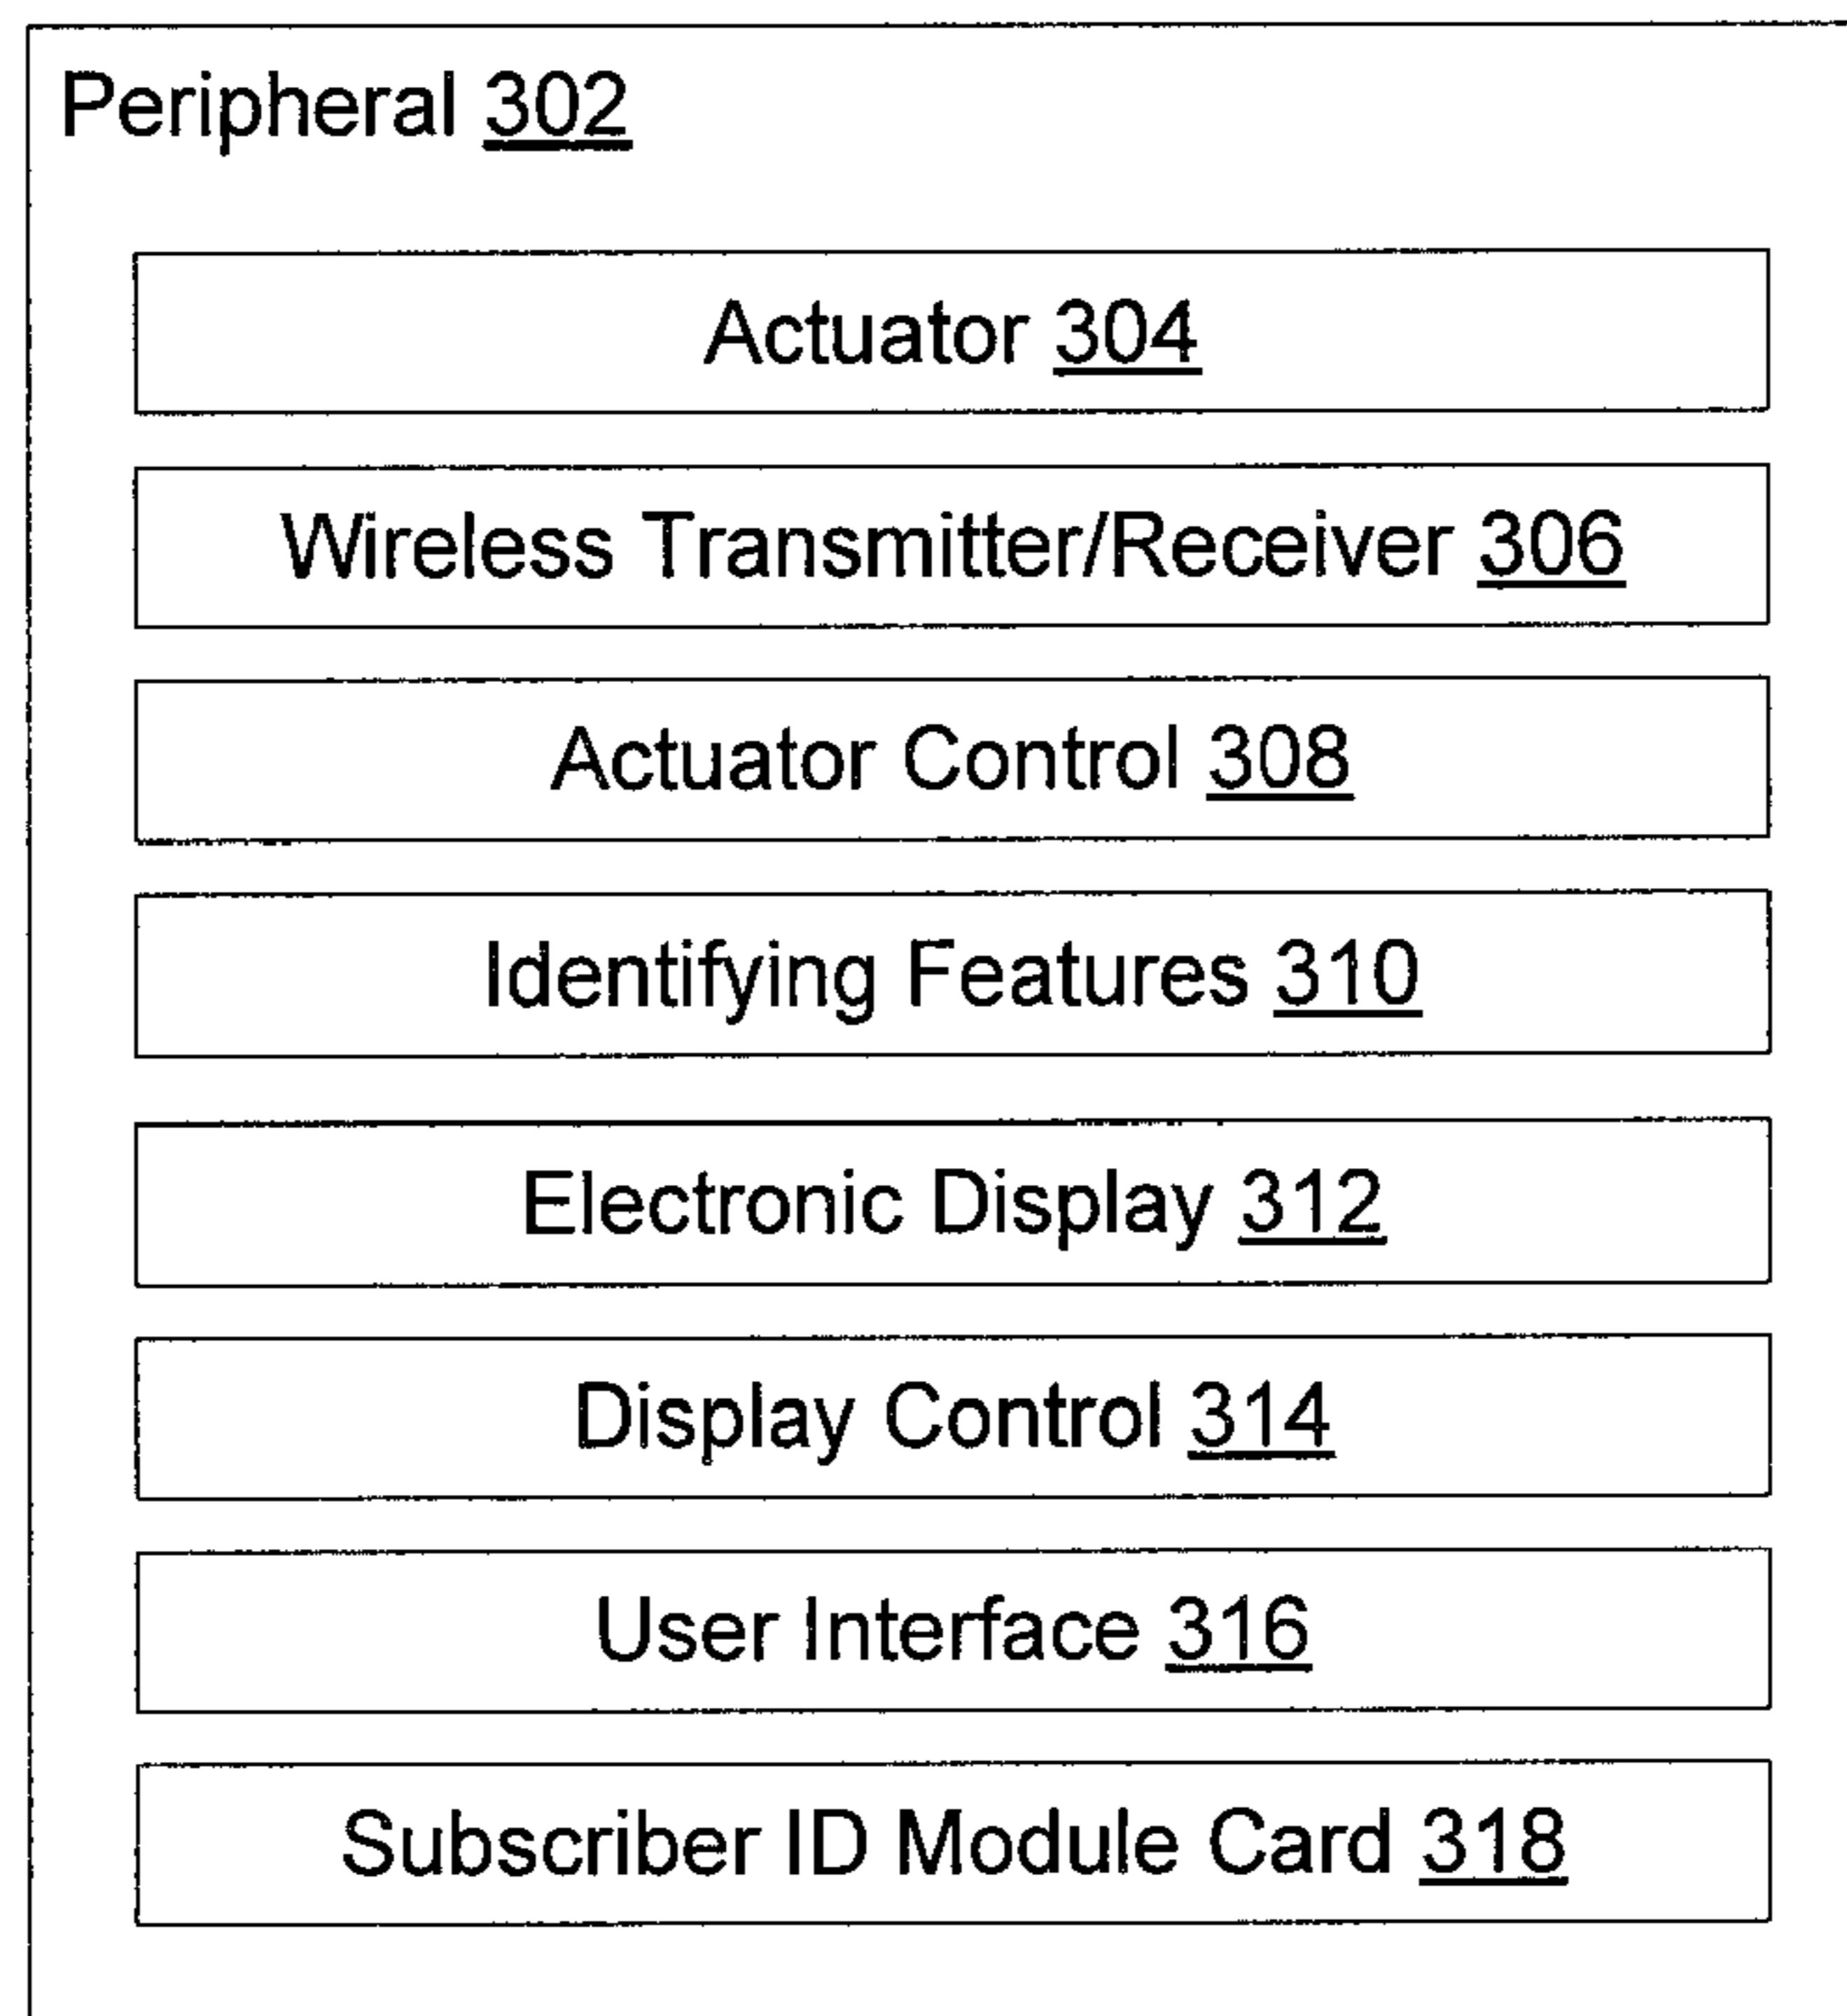 Peripheral 302
Actuator 304
Wireless Transmitter/Receiver 306
Actuator Control 308
Identifying Features 310
Electronic Display 312
Display Control 314
User Interface 316
Subscriber ID Module Card 318